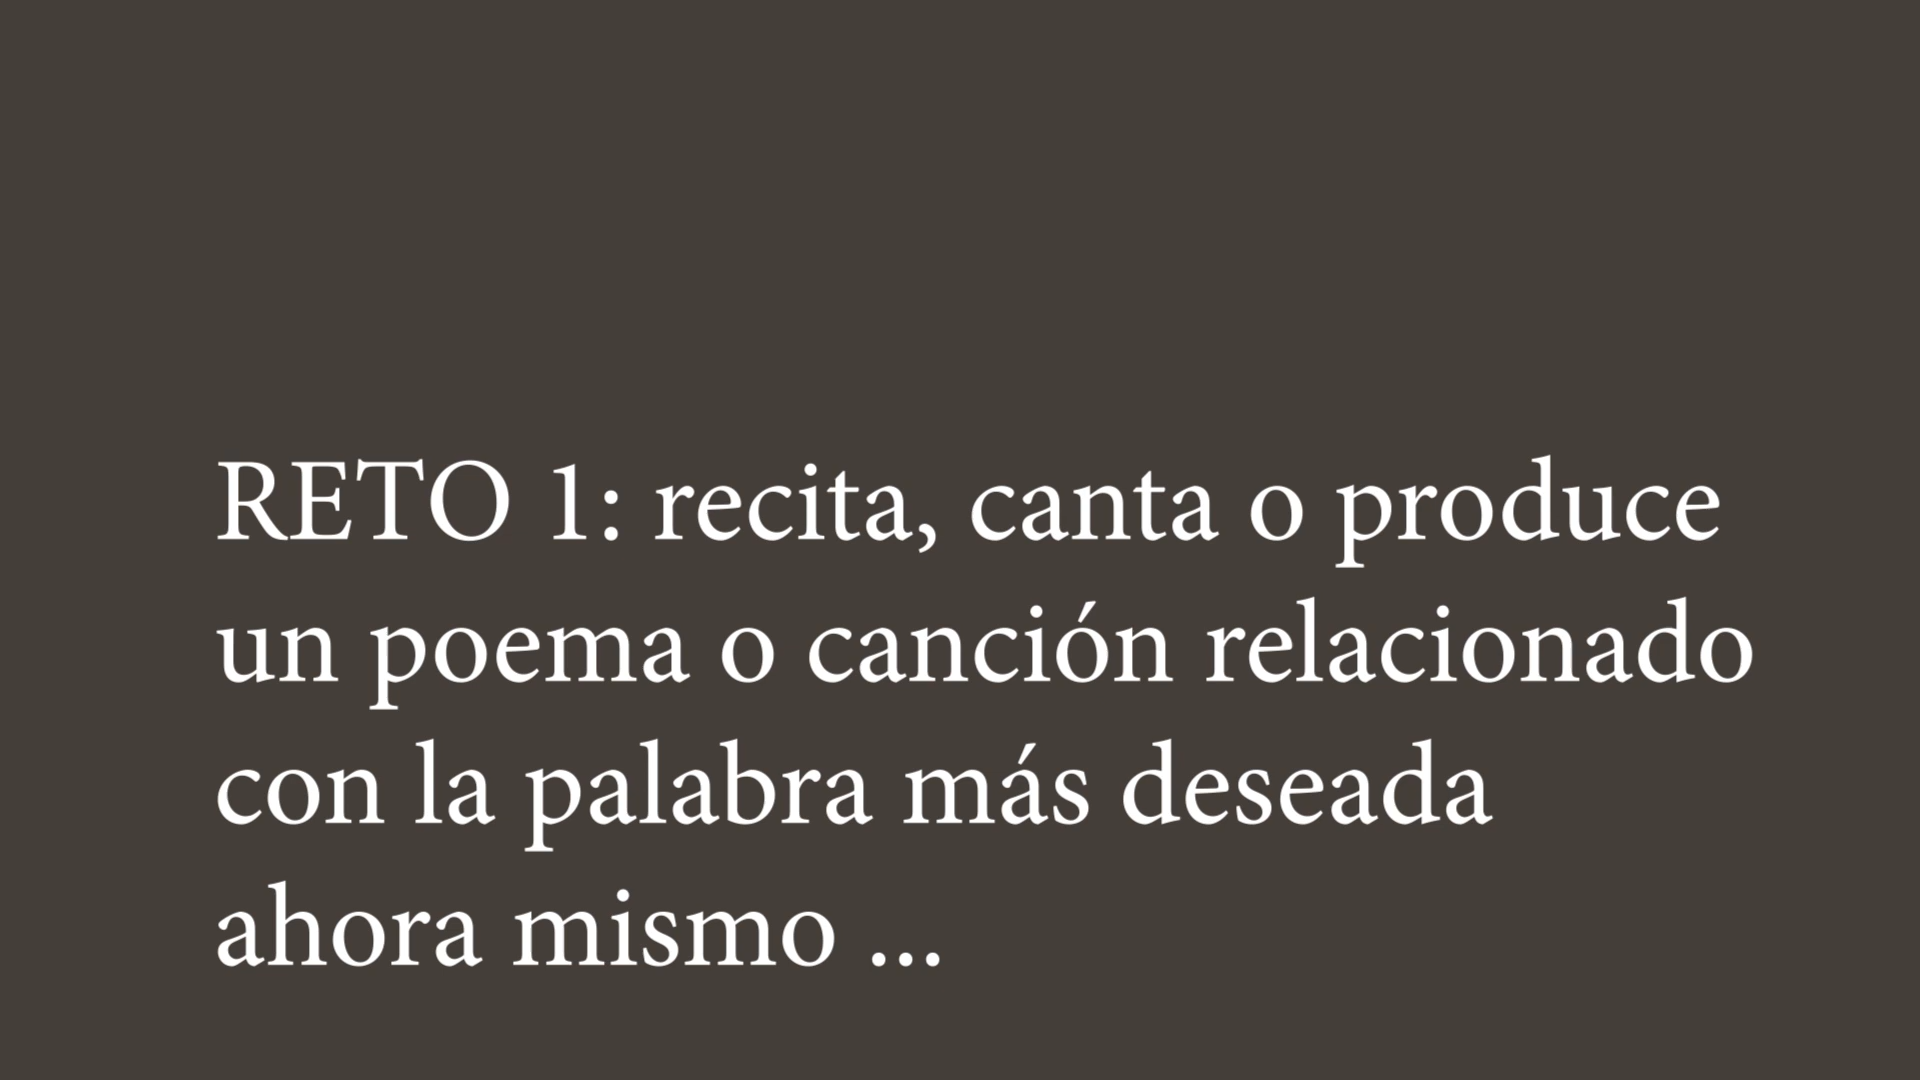 RETO 1: recita, canta o produce
un poema o canción relacionado
con la palabra más deseada
ahora mismo ...